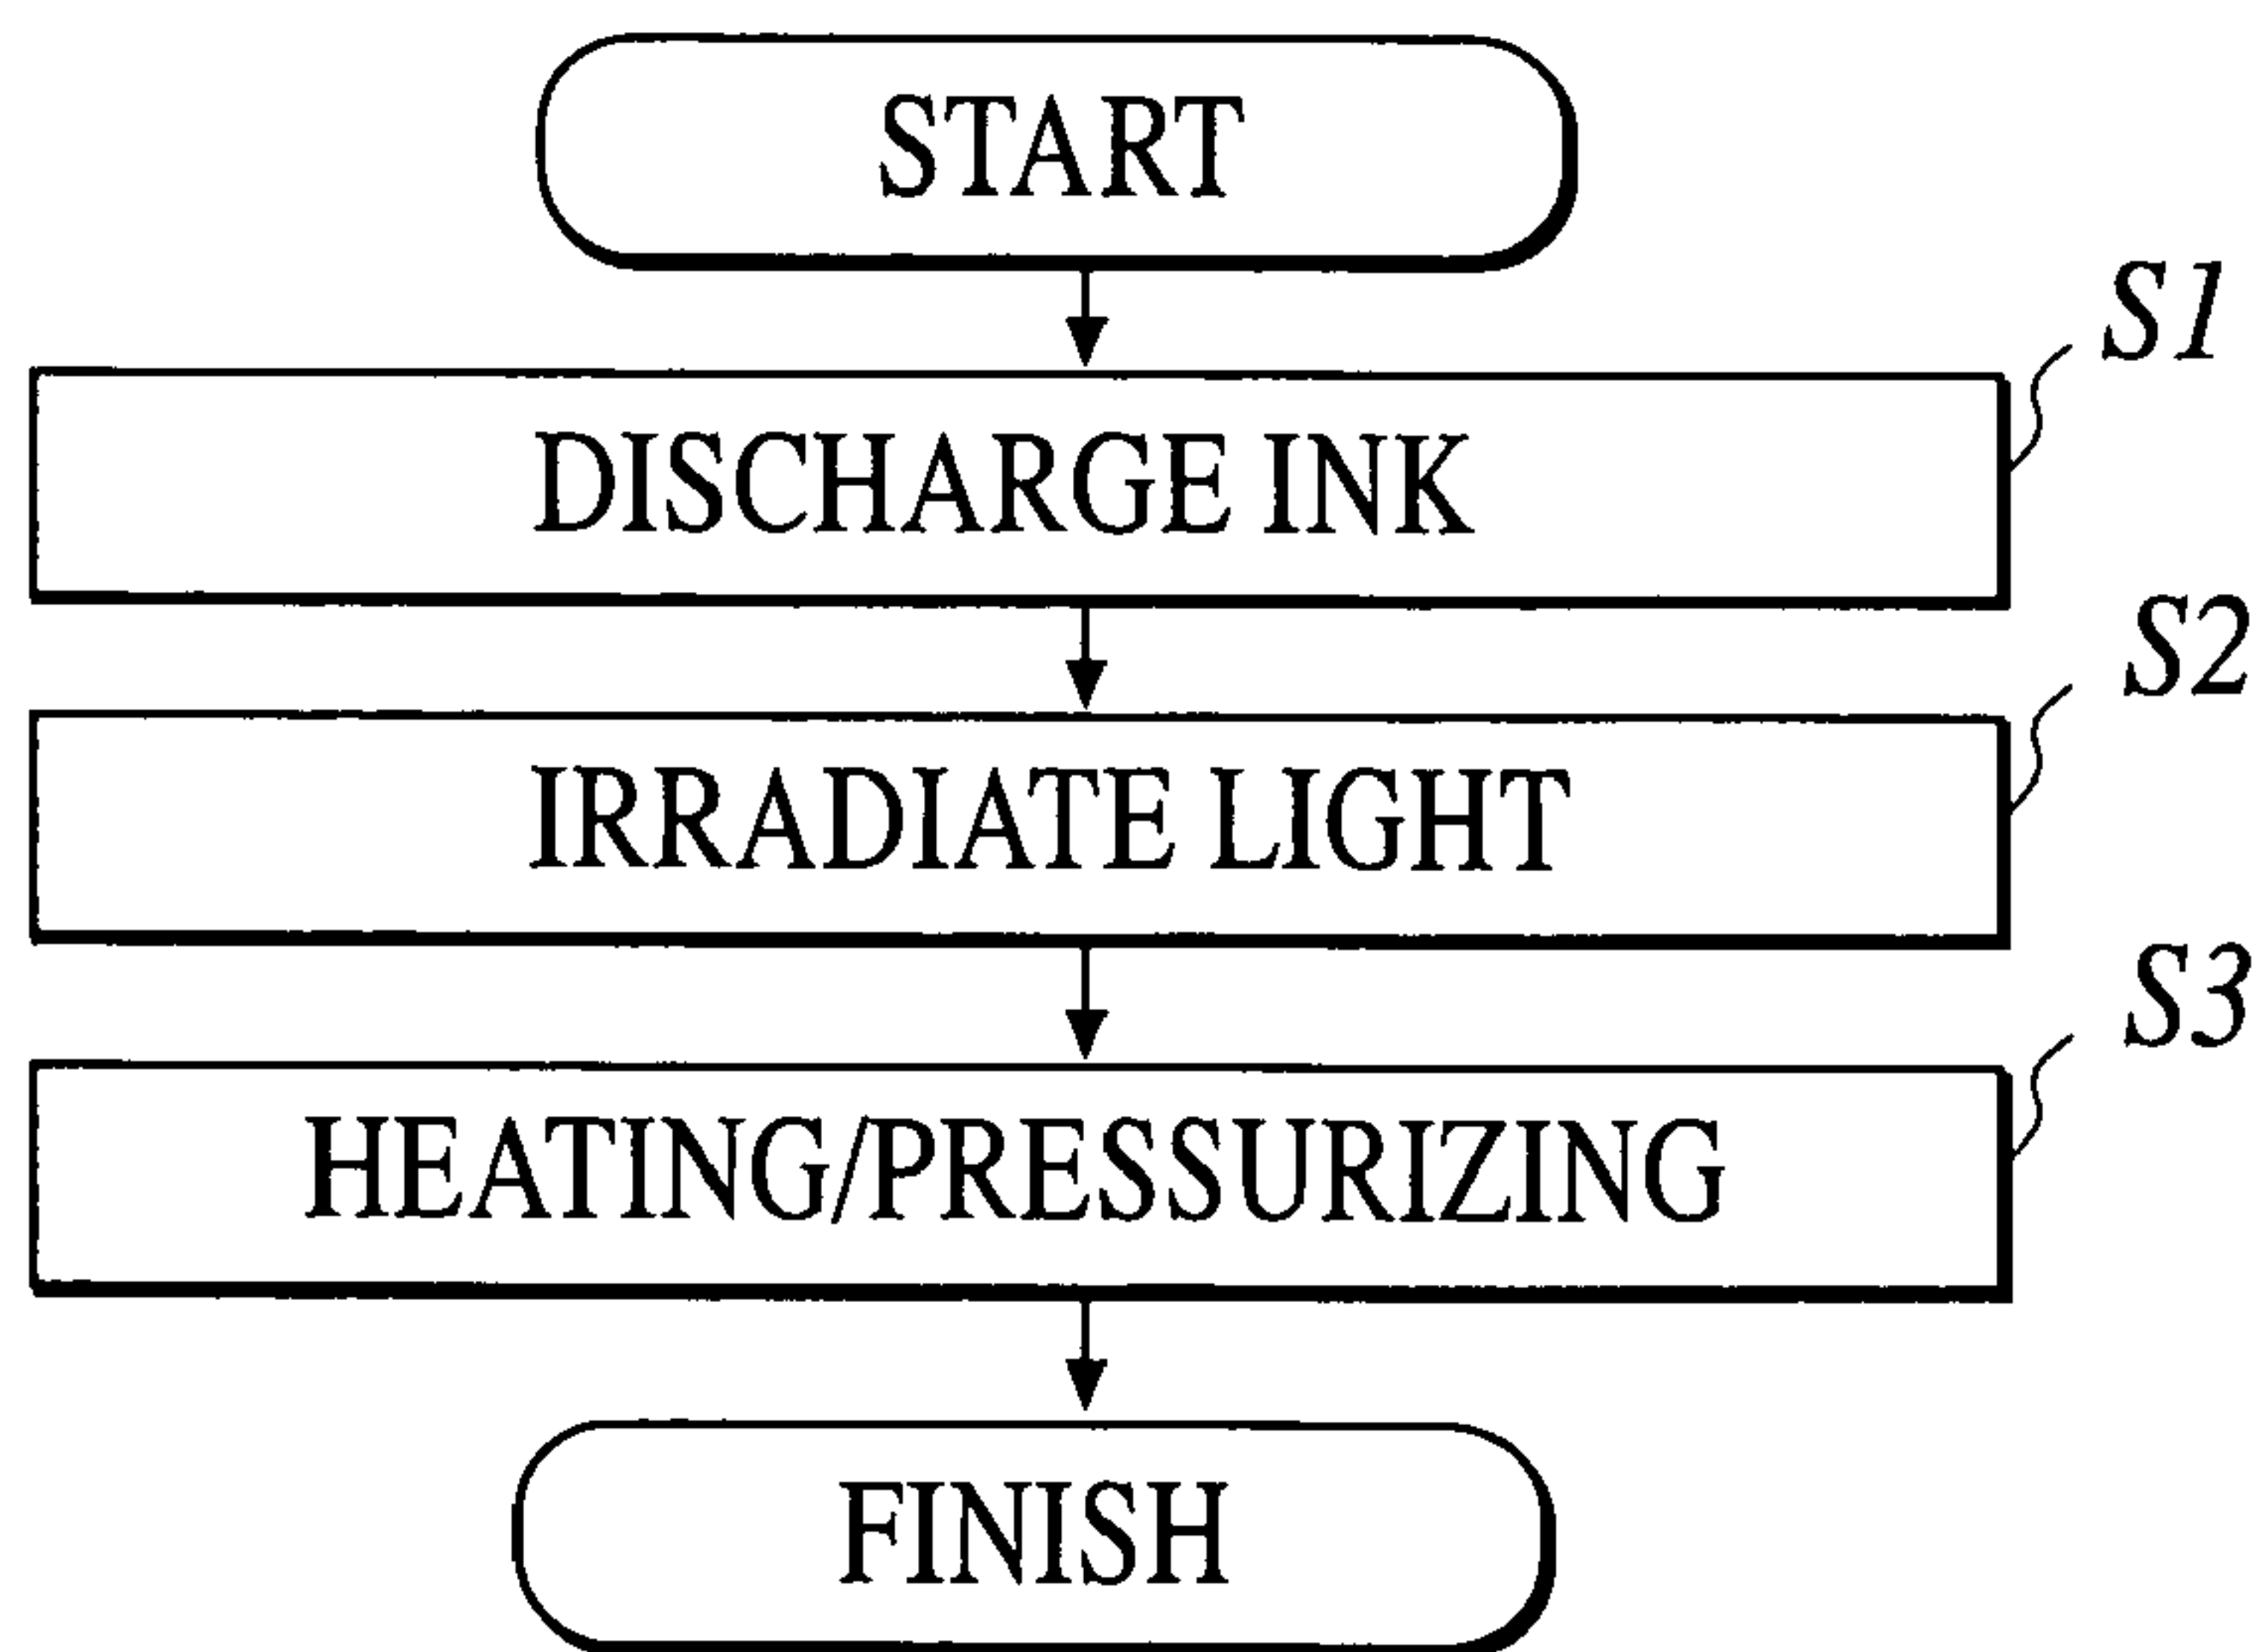 START
S1
DISCHARGE INK
S2
IRRADIATE LIGHT
S3
HEATING/PRESSURIZING
FINISH